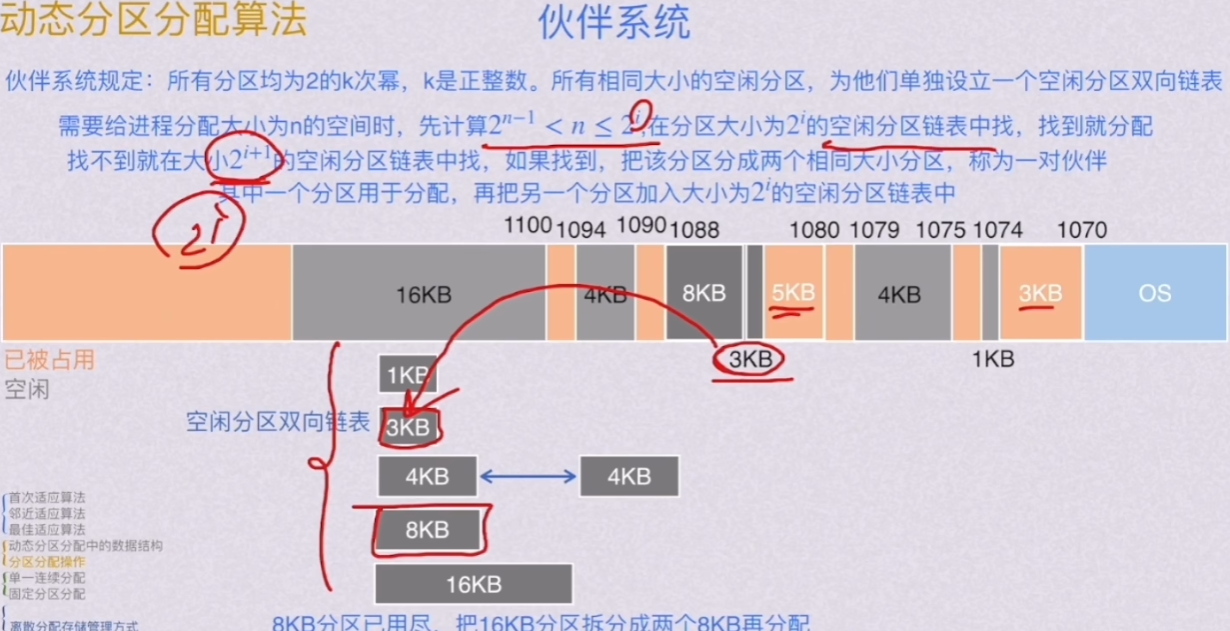 动态分区分配算法
伙伴系统
伙伴系统规定：所有分区均为2的k次幂，k是正整数。所有相同大小的空闲分区，为他们单独设立一个空闲分区双向链表
需要给进程分配大小为n的空间时，先计算2^{n-1} < n ≤ 2^i,在分区大小为2^i的空闲分区链表中找，找到就分配
找不到就在大小2^{i+1}的空闲分区链表中找，如果找到，把该分区分成两个相同大小分区，称为一对伙伴
其中一个分区用于分配，再把另一个分区加入大小为2^i的空闲分区链表中
2^i
1100 1094 1090 1088 1080 1079 1075 1074 1070
16KB 4KB 8KB 5KB 4KB 3KB OS
3KB 1KB
已被占用
空闲
1KB
空闲分区双向链表 3KB
4KB 4KB
8KB
16KB
首次适应算法
邻近适应算法
最佳适应算法
动态分区分配中的数据结构
分区分配操作
单一连续分配
固定分区分配
离散分配存储管理方式
8KB分区已用尽，把16KB分区拆分成两个8KB再分配